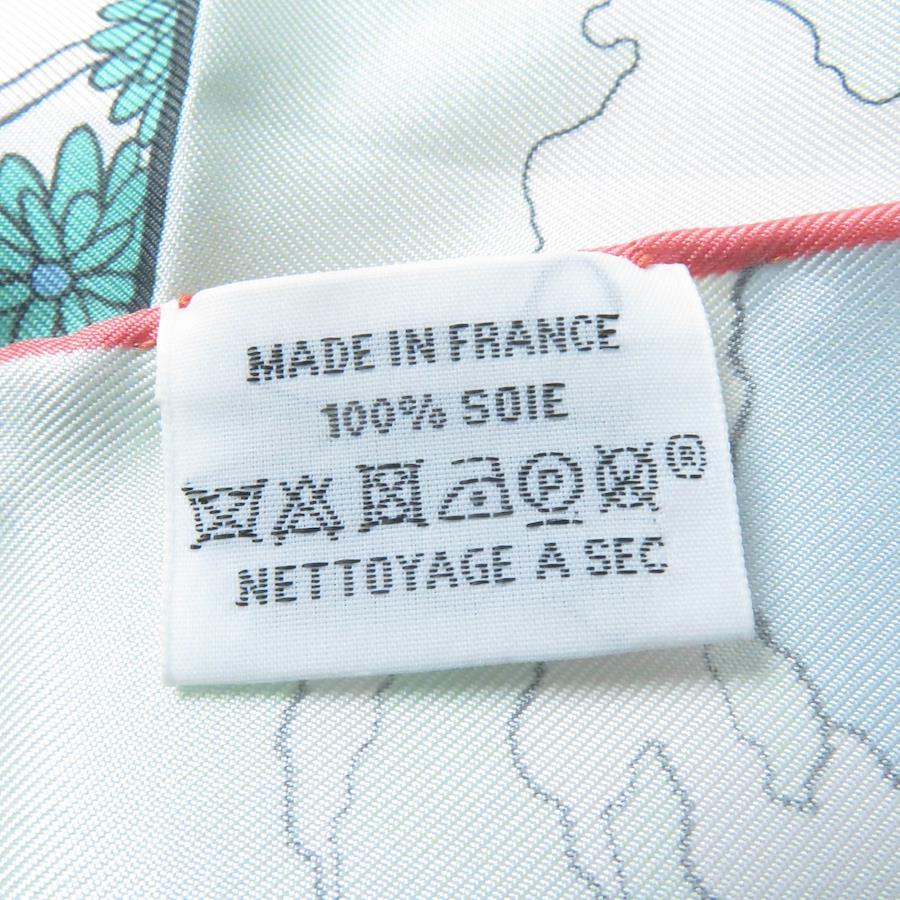 MADE IN FRANCE
100% SOIE
P ®
NETTOYAGE A SEC